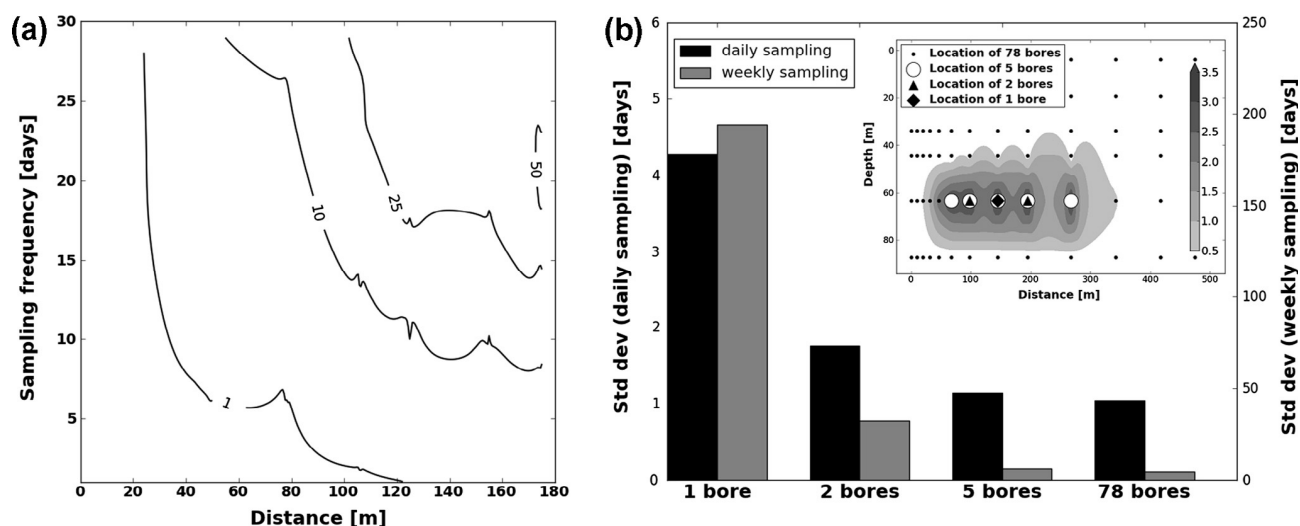 (a)
Sampling frequency [days]
30
25
20
15
10
5
1
10
25
50
0
20
40
60
80
100
120
140
160
180
Distance [m]
(b)
Std dev (daily sampling) [days]
6
5
4
3
2
1
0
daily sampling
weekly sampling
Location of 78 bores
Location of 5 bores
Location of 2 bores
Location of 1 bore
Depth [m]
0
20
40
60
80
0
100
200
300
400
500
Distance [m]
3.5
3.0
2.5
2.0
1.5
1.0
0.5
250
200
150
100
50
0
Std dev (weekly sampling) [days]
1 bore
2 bores
5 bores
78 bores